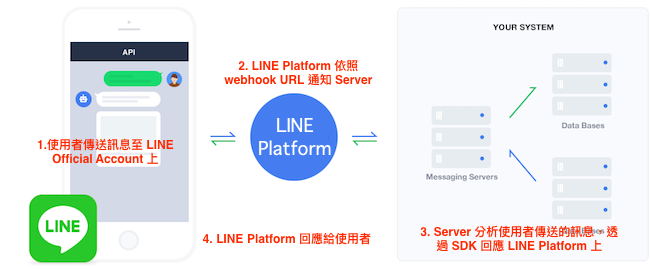 YOUR SYSTEM
API
2. LINE Platform 依照
webhook URL 通知 Server
LINE
Platform
1.使用者傳送訊息至 LINE
Official Account 上
Data Bases
Messaging Servers
LINE
4. LINE Platform 回應給使用者
3. Server 分析使用者傳送的訊息，透
過 SDK 回應 LINE Platform 上